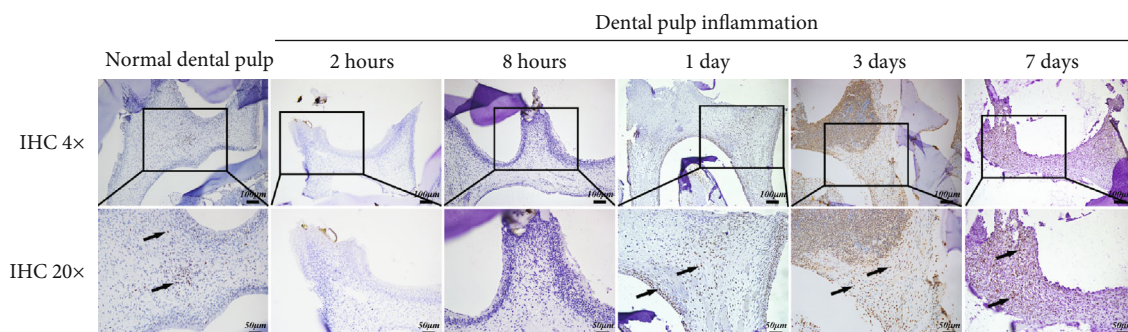 Dental pulp inflammation
Normal dental pulp 2 hours 8 hours 1 day 3 days 7 days
IHC 4×
100μm 100μm 100μm 100μm 100μm 100μm
IHC 20×
50μm 50μm 50μm 50μm 50μm 50μm